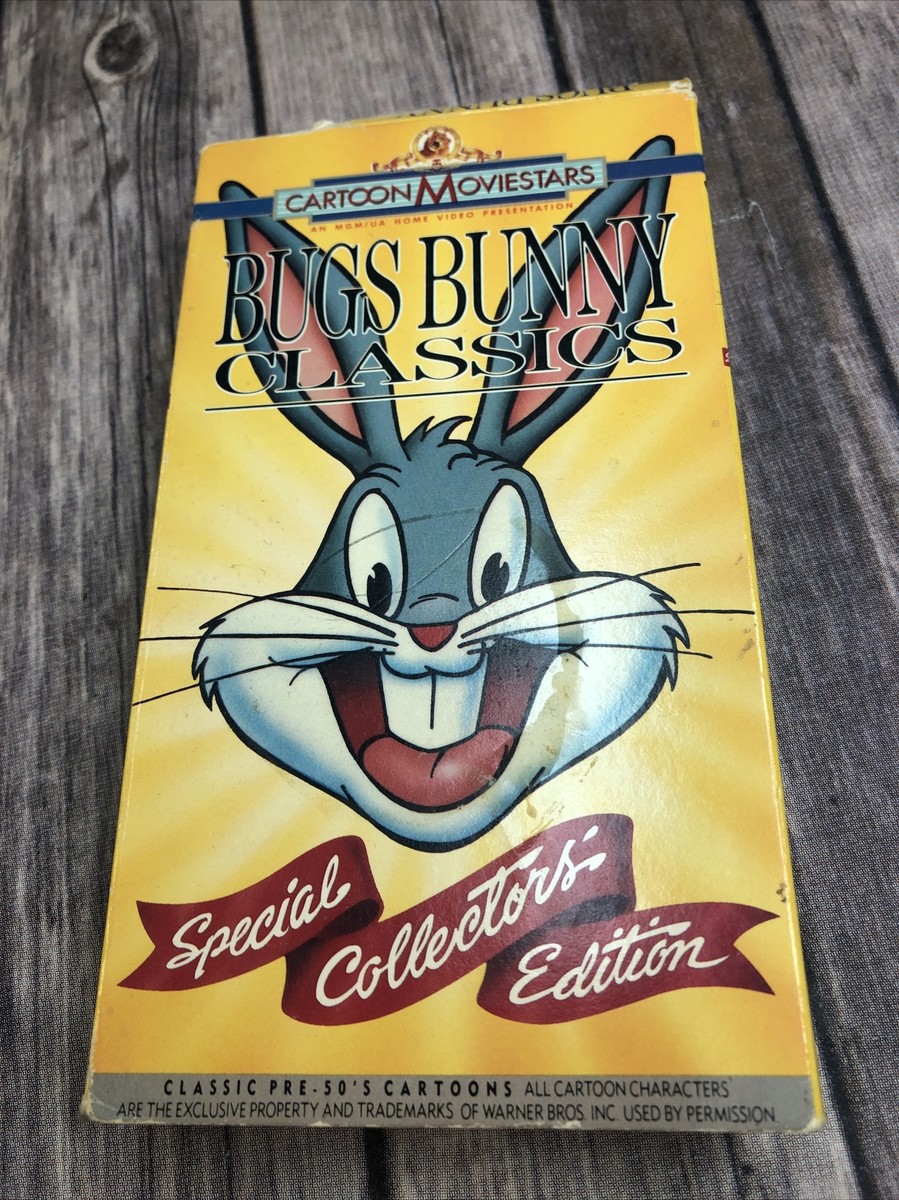 CARTOON MOVIESTARS
AN MGM/UA HOME VIDEO PRESENTATION
BUGS BUNNY
CLASSICS
Special
Collectors'
Edition
CLASSIC PRE-50'S CARTOONS ALL CARTOON CHARACTERS
ARE THE EXCLUSIVE PROPERTY AND TRADEMARKS OF WARNER BROS. INC. USED BY PERMISSION.